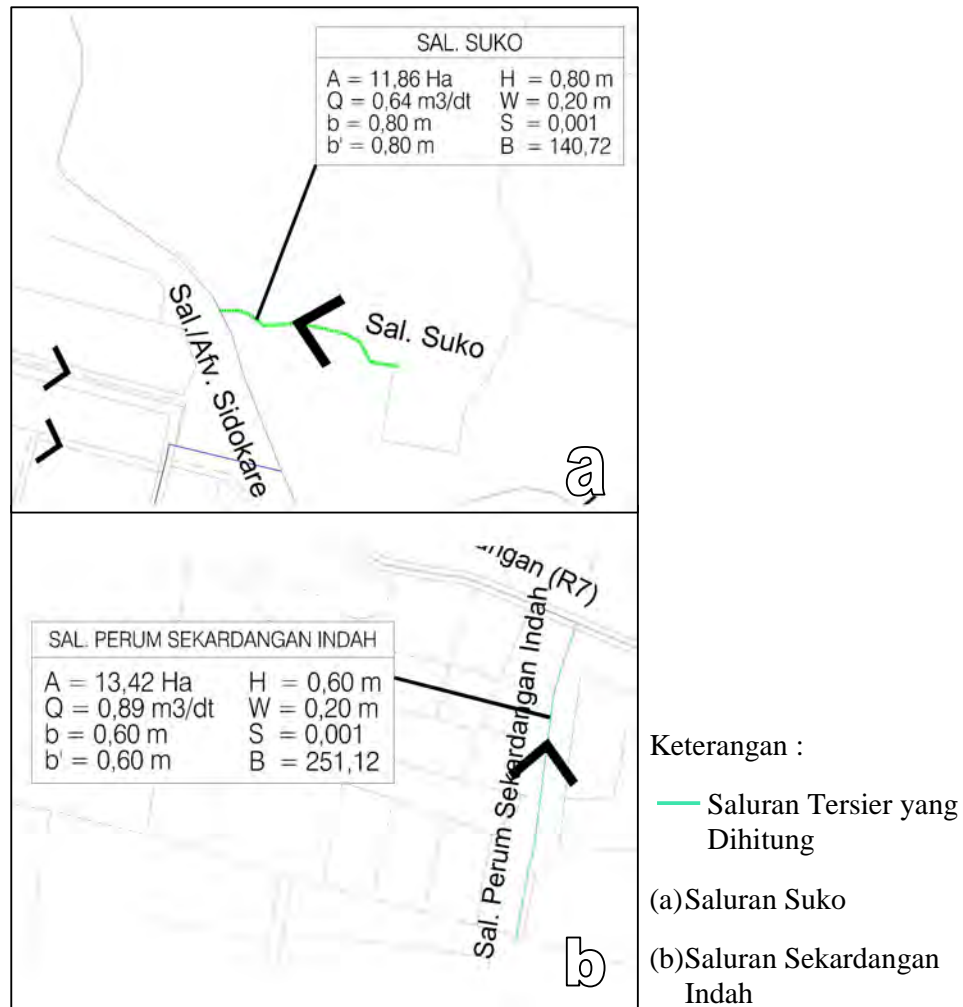 SAL. SUKO
A = 11,86 Ha H = 0,80 m
Q = 0,64 m3/dt W = 0,20 m
b = 0,80 m S = 0,001
b' = 0,80 m B = 140,72
Sal. Suko
Sal./Afv. Sidokare
a
angan (R7)
SAL. PERUM SEKARDANGAN INDAH
A = 13,42 Ha H = 0,60 m
Q = 0,89 m3/dt W = 0,20 m
b = 0,60 m S = 0,001
b' = 0,60 m B = 251,12
Sal. Perum Sekardangan Indah
b
Keterangan :
Saluran Tersier yang
Dihitung
(a)Saluran Suko
(b)Saluran Sekardangan
Indah